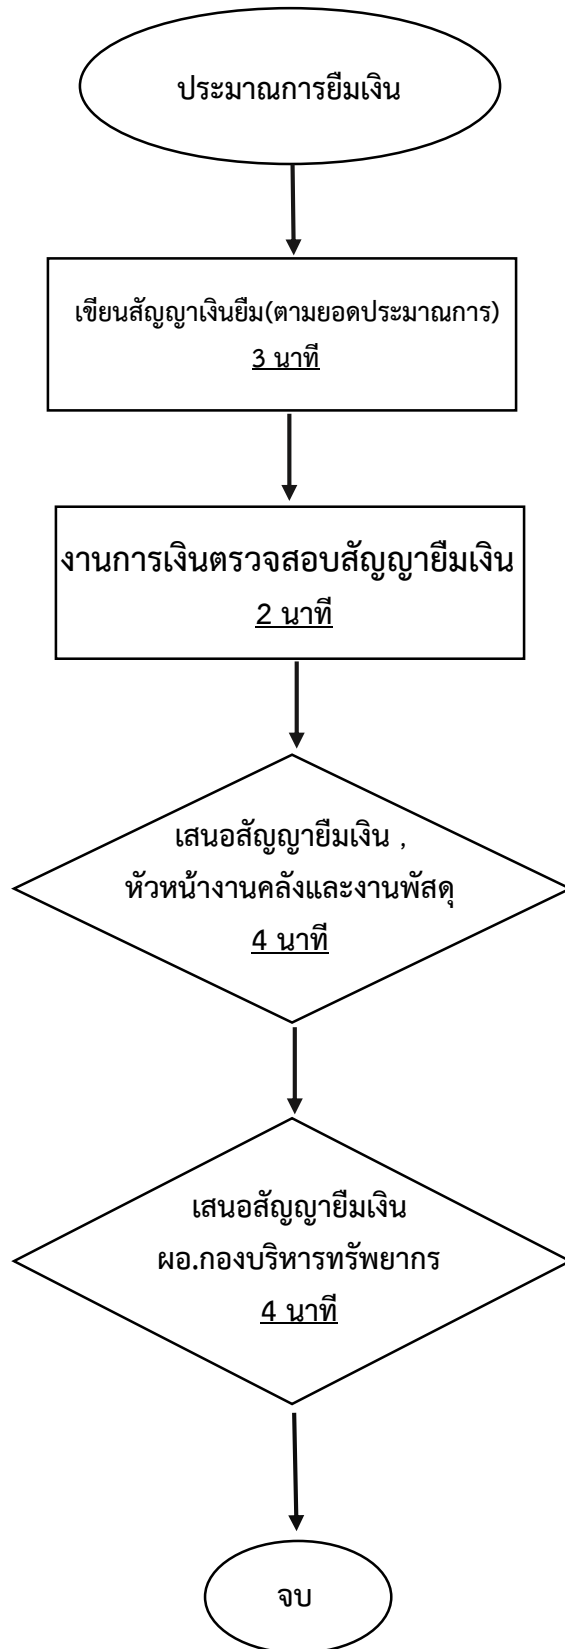 ประมาณการยืมเงิน
เขียนสัญญาเงินยืม(ตามยอดประมาณการ)
3 นาที
งานการเงินตรวจสอบสัญญายืมเงิน
2 นาที
เสนอสัญญายืมเงิน ,
หัวหน้างานคลังและงานพัสดุ
4 นาที
เสนอสัญญายืมเงิน
ผอ.กองบริหารทรัพยากร
4 นาที
จบ